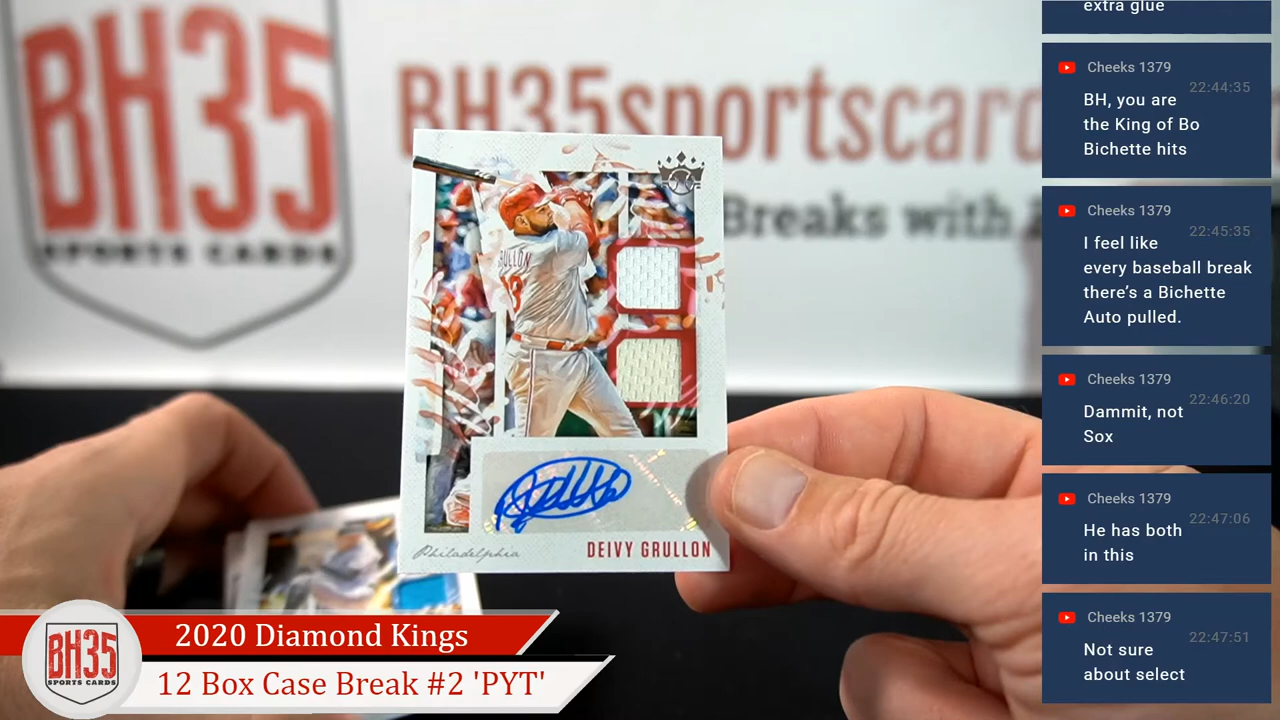 BH35
SPORTS CARDS
BH35sportscard
Breaks with
Philadelphia
DEIVY GRULLON
BH35
SPORTS CARDS
2020 Diamond Kings
12 Box Case Break #2 'PYT'
extra glue
Cheeks 1379
22:44:35
BH, you are
the King of Bo
Bichette hits
Cheeks 1379
22:45:35
I feel like
every baseball break
there's a Bichette
Auto pulled.
Cheeks 1379
22:46:20
Dammit, not
Sox
Cheeks 1379
22:47:06
He has both
in this
Cheeks 1379
22:47:51
Not sure
about select